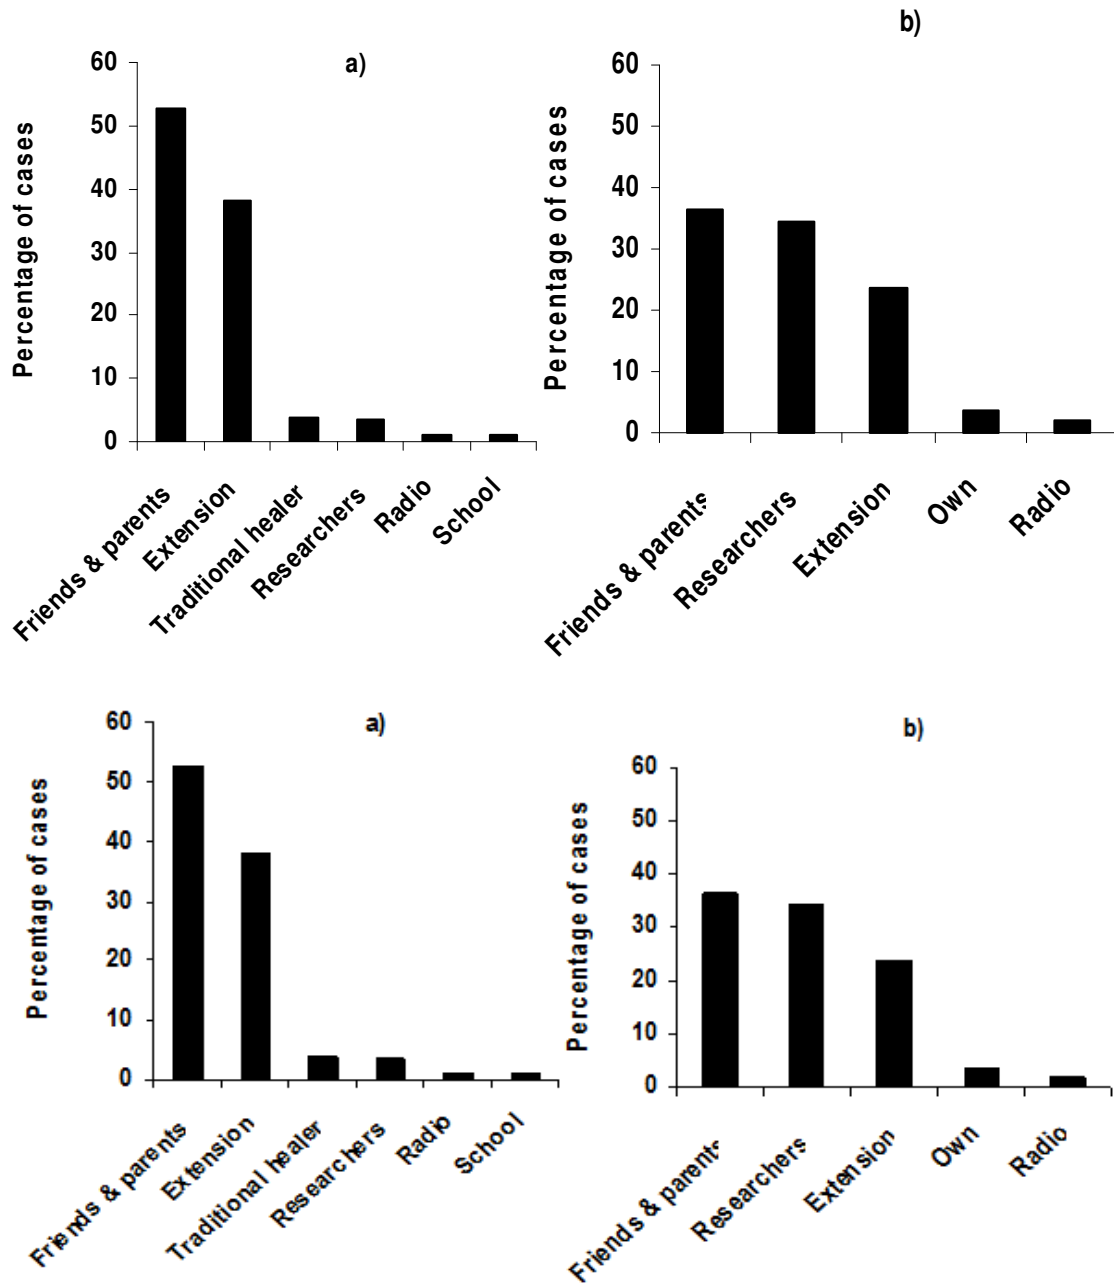 a)
Percentage of cases
60
50
40
30
20
10
0
Friends & parents
Extension
Traditional healer
Researchers
Radio
School
b)
Percentage of cases
60
50
40
30
20
10
0
Friends & parents
Researchers
Extension
Own
Radio
a)
Percentage of cases
60
50
40
30
20
10
0
Friends & parents
Extension
Traditional healer
Researchers
Radio
School
b)
Percentage of cases
60
50
40
30
20
10
0
Friends & parents
Researchers
Extension
Own
Radio